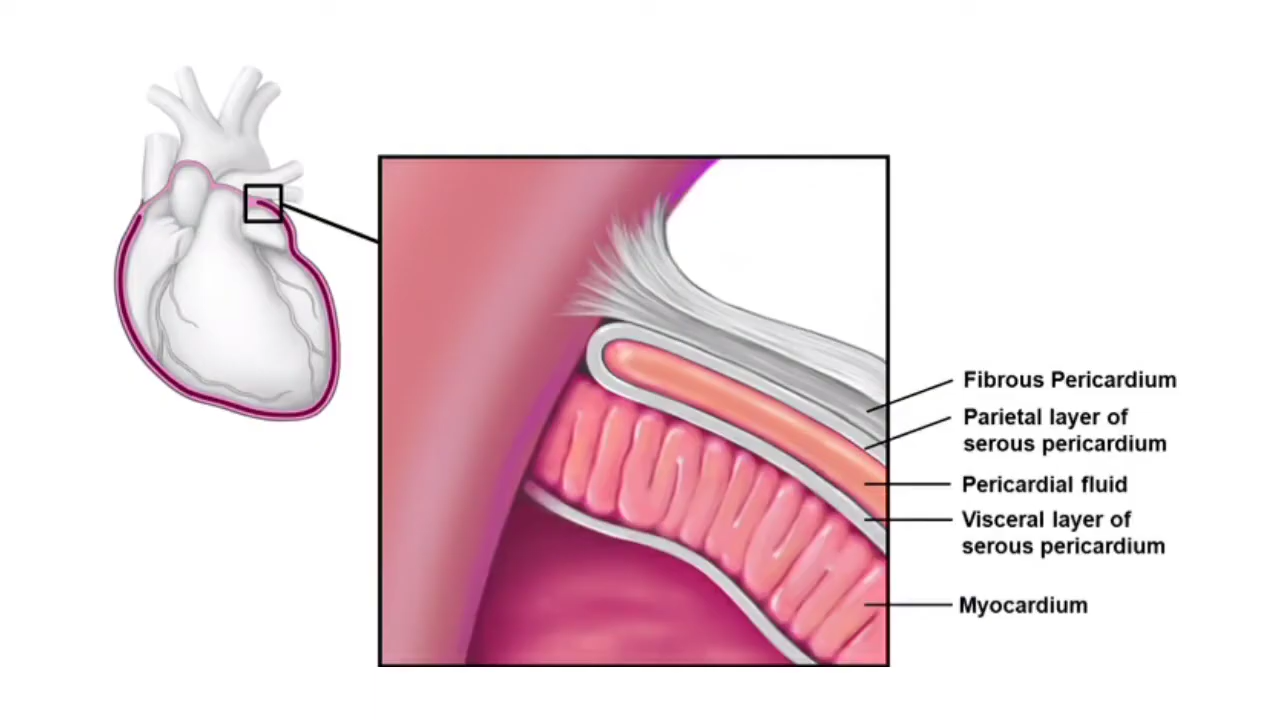 Fibrous Pericardium
Parietal layer of
serous pericardium
Pericardial fluid
Visceral layer of
serous pericardium
Myocardium